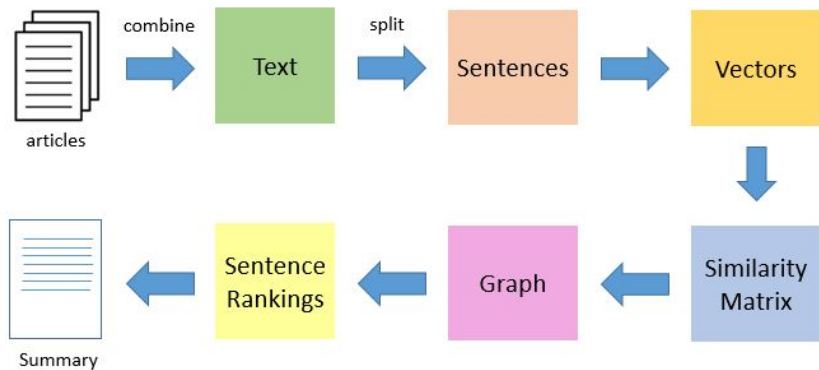 combine
split
Text
Sentences
Vectors
articles
Similarity
Matrix
Graph
Sentence
Rankings
Summary